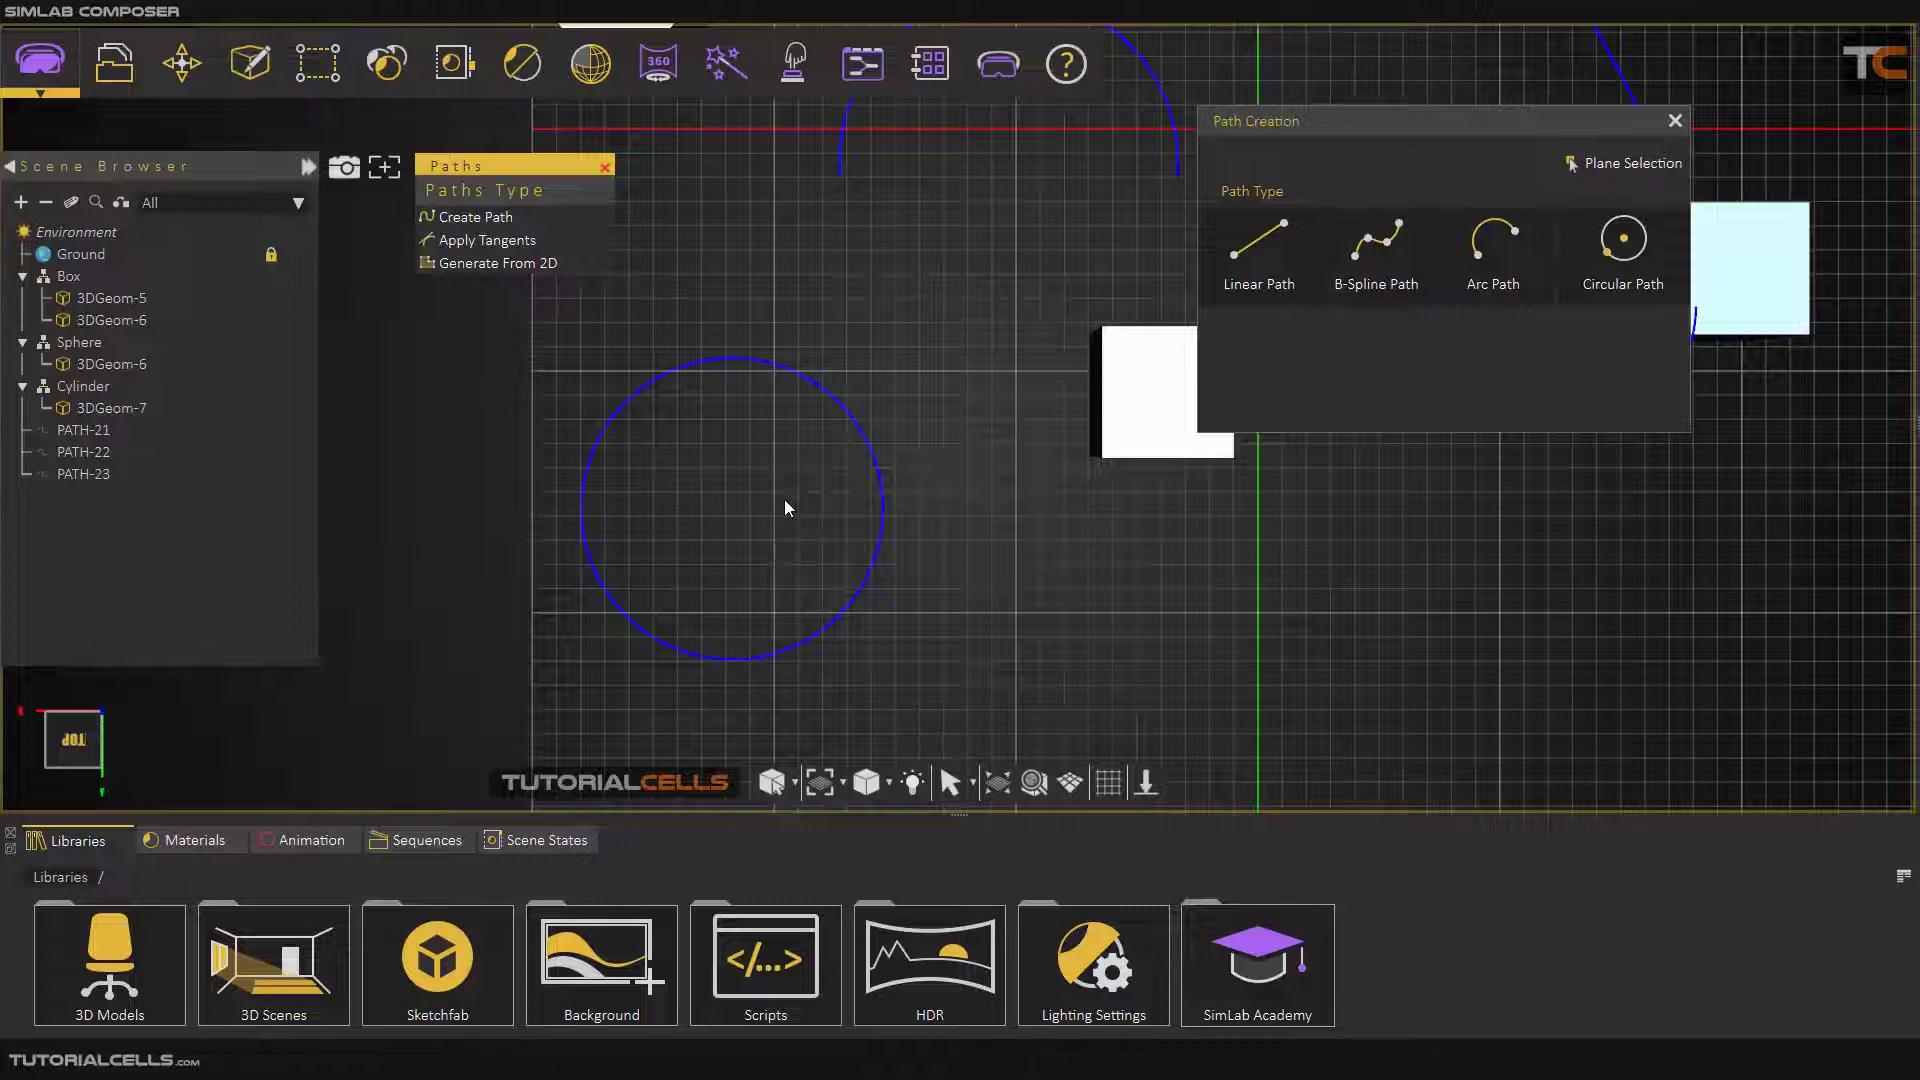 SIMLAB COMPOSER
360
TC
Path Creation
Plane Selection
Path Type
Linear Path
B-Spline Path
Arc Path
Circular Path
Scene Browser
All
Environment
Ground
Box
3DGeom-5
3DGeom-6
Sphere
3DGeom-6
Cylinder
3DGeom-7
PATH-21
PATH-22
PATH-23
Paths
Paths Type
Create Path
Apply Tangents
Generate From 2D
TOP
TUTORIALCELLS
Libraries
Materials
Animation
Sequences
Scene States
Libraries /
3D Models
3D Scenes
Sketchfab
Background
</...>
Scripts
HDR
Lighting Settings
SimLab Academy
TUTORIALCELLS.COM